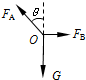 F_A θ
O F_B
G